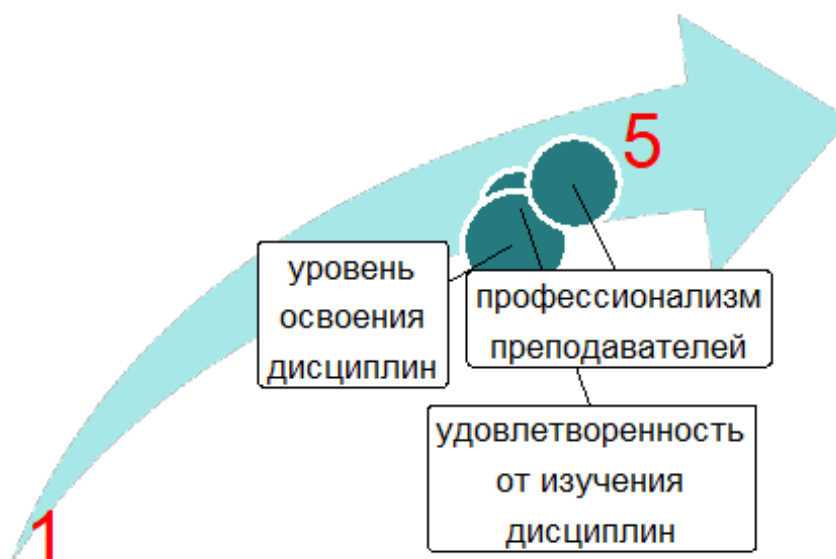 5
уровень
освоения
дисциплин
профессионализм
преподавателей
удовлетворенность
от изучения
дисциплин
1